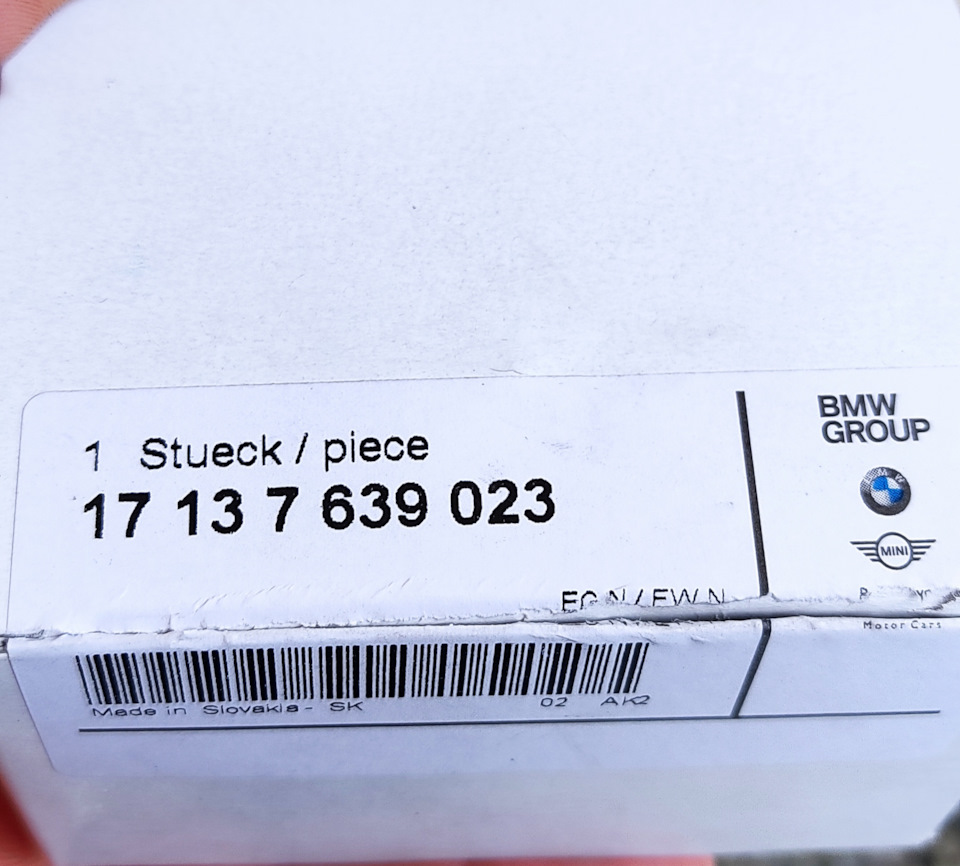 1 Stueck / piece
17 13 7 639 023
Made in Slovakia - SK
02 AK2
BMW
GROUP
BMW
MINI
Motor Cars